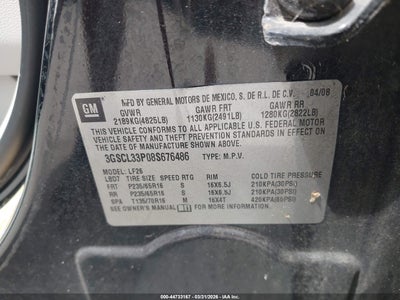 MFD BY GENERAL MOTORS DE MEXICO, S. DE R.L. DE C.V. 04/08
GM GVWR GAWR FRT GAWR RR
2189KG(4825LB) 1130KG(2491LB) 1280KG(2822LB)
THIS VEHICLE CONFORMS TO ALL APPLICABLE U.S. FEDERAL MOTOR
VEHICLE SAFETY AND THEFT PREVENTION STANDARDS IN EFFECT ON THE
DATE OF MANUFACTURE SHOWN ABOVE.
3GSCL33P08S676486 TYPE: M.P.V.
MODEL: LF26
TIRE SIZE SPEED RTG RIM COLD TIRE PRESSURE
FRT P235/65R16 S 16X6.5J 210KPA(30PSI)
RR P235/65R16 S 16X6.5J 210KPA(30PSI)
SPA T135/70R16 M 16X4T 420KPA(60PSI)
SEE OWNER'S MANUAL FOR ADDITIONAL INFORMATION
© IAA - 44733167 - 03/31/2026 - IAAI.COM